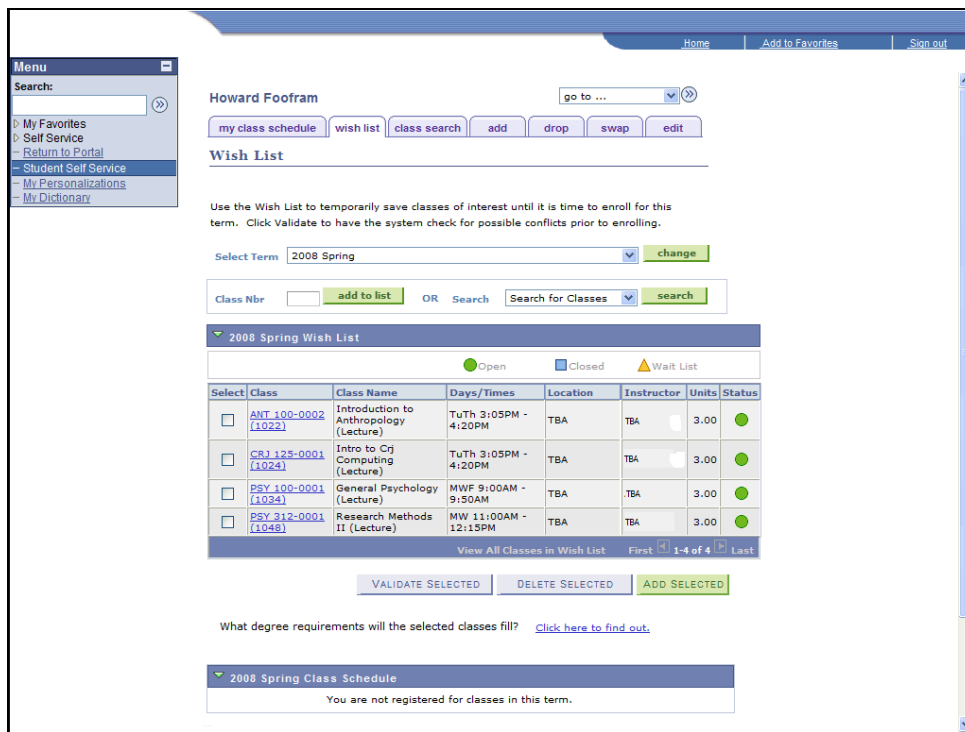 Home Add to Favorites Sign out
Menu
Search:
My Favorites
Self Service
Return to Portal
Student Self Service
My Personalizations
My Dictionary
Howard Foofram go to ...
my class schedule wish list class search add drop swap edit
Wish List
Use the Wish List to temporarily save classes of interest until it is time to enroll for this
term. Click Validate to have the system check for possible conflicts prior to enrolling.
Select Term 2008 Spring change
Class Nbr add to list OR Search Search for Classes search
2008 Spring Wish List
Open Closed Wait List
Select Class Class Name Days/Times Location Instructor Units Status
ANT 100-0002
(1022)
Introduction to
Anthropology
(Lecture)
TuTh 3:05PM -
4:20PM
TBA
TBA
3.00
CRJ 125-0001
(1024)
Intro to Crj
Computing
(Lecture)
TuTh 3:05PM -
4:20PM
TBA
TBA
3.00
PSY 100-0001
(1034)
General Psychology
(Lecture)
MWF 9:00AM -
9:50AM
TBA
.TBA
3.00
PSY 312-0001
(1048)
Research Methods
II (Lecture)
MW 11:00AM -
12:15PM
TBA
TBA
3.00
View All Classes in Wish List First 1-4 of 4 Last
VALIDATE SELECTED DELETE SELECTED ADD SELECTED
What degree requirements will the selected classes fill? Click here to find out.
2008 Spring Class Schedule
You are not registered for classes in this term.